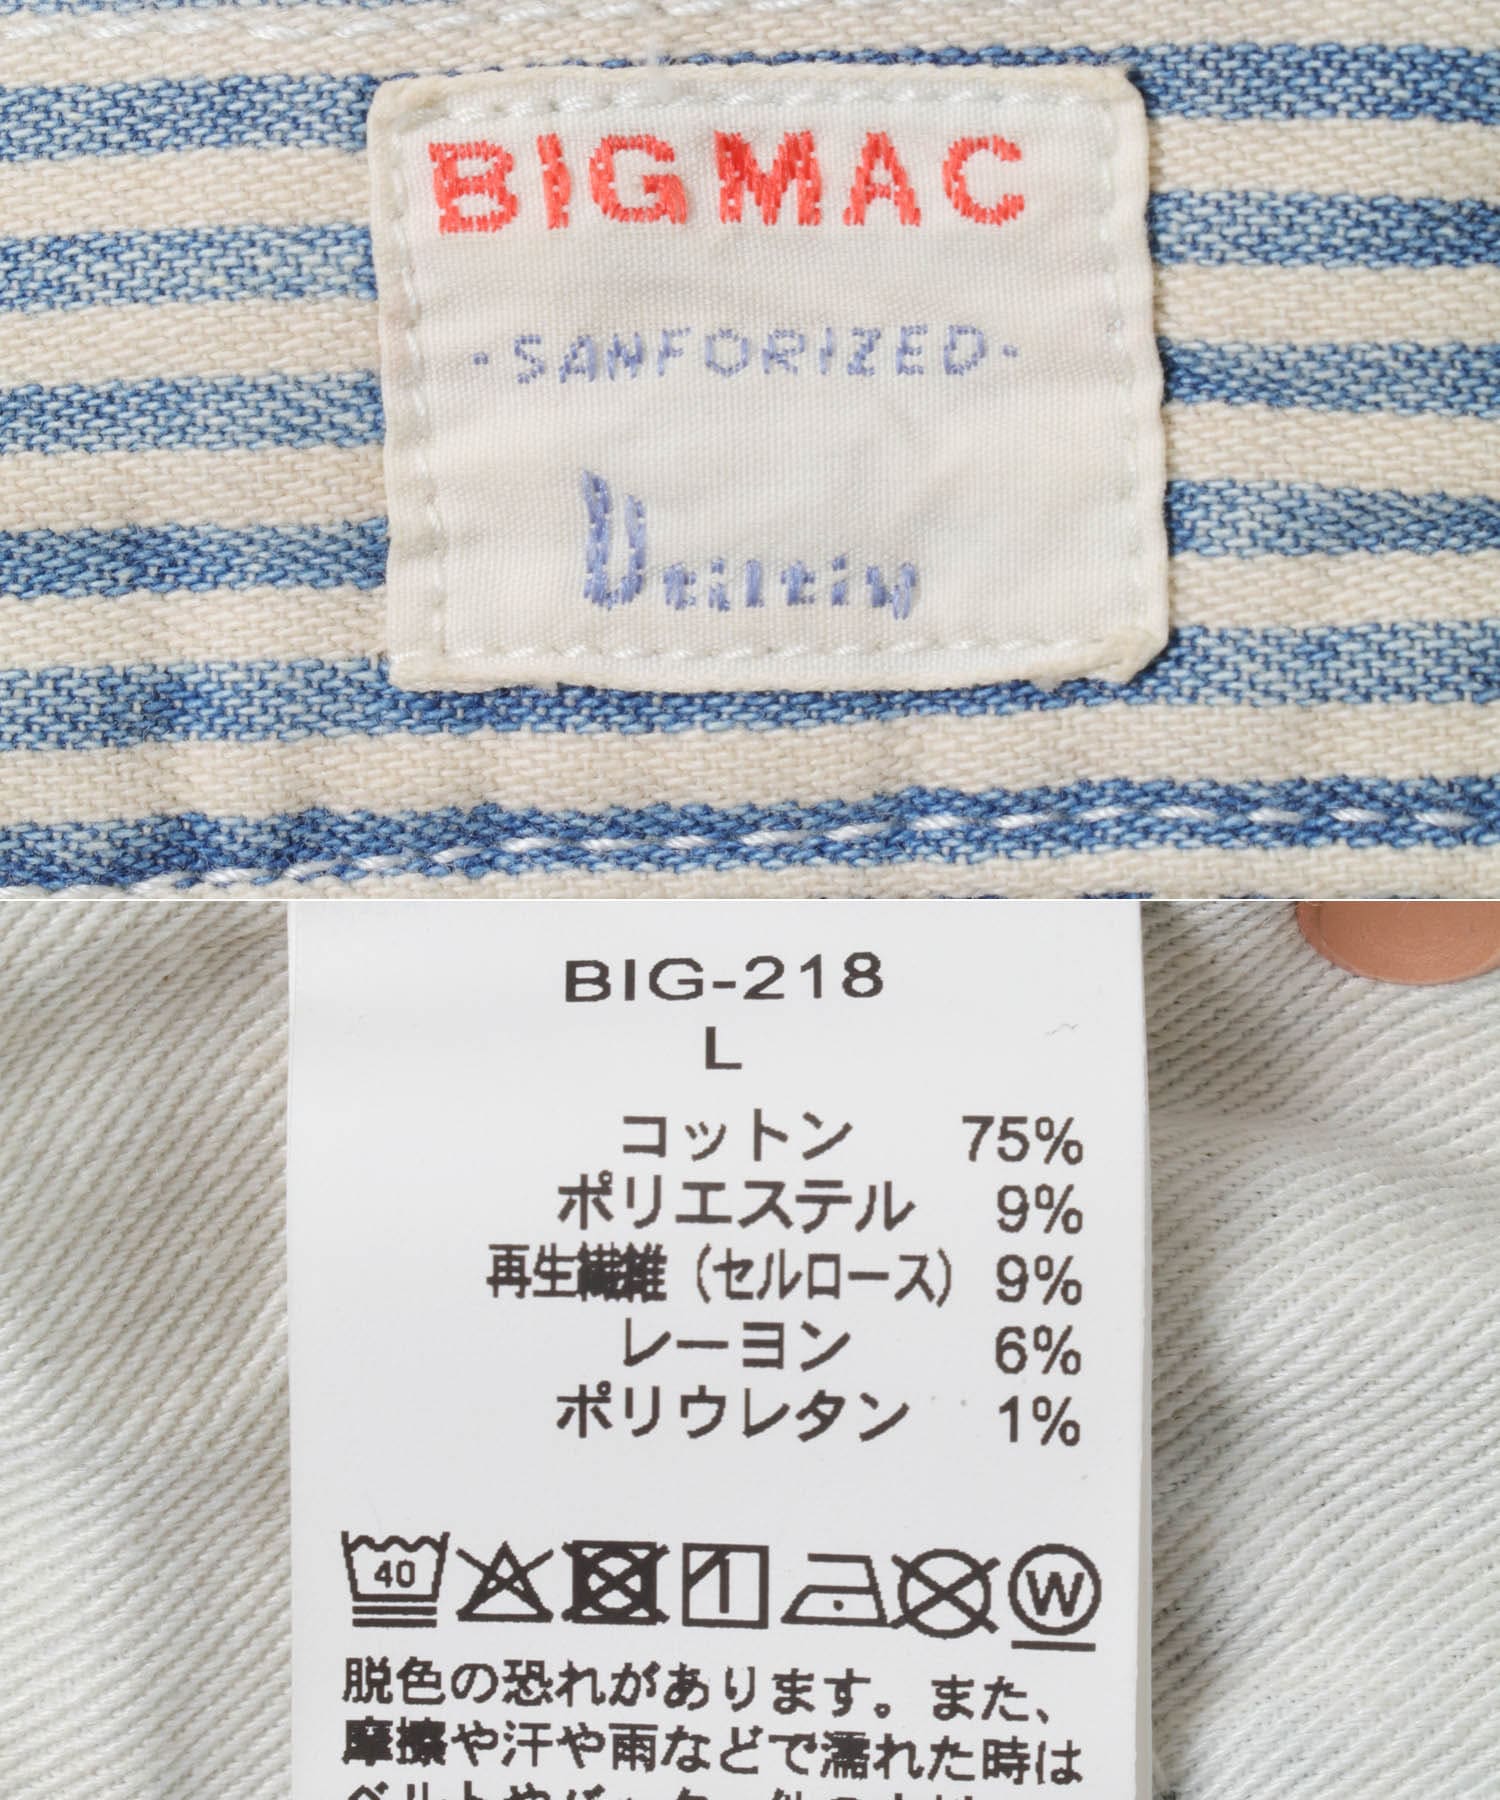 BIG MAC
·SANFORIZED·
Utility
BIG-218
L
コットン 75%
ポリエステル 9%
再生繊維（セルロース） 9%
レーヨン 6%
ポリウレタン 1%
40
W
脱色の恐れがあります。また、
摩擦や汗や雨などで濡れた時は